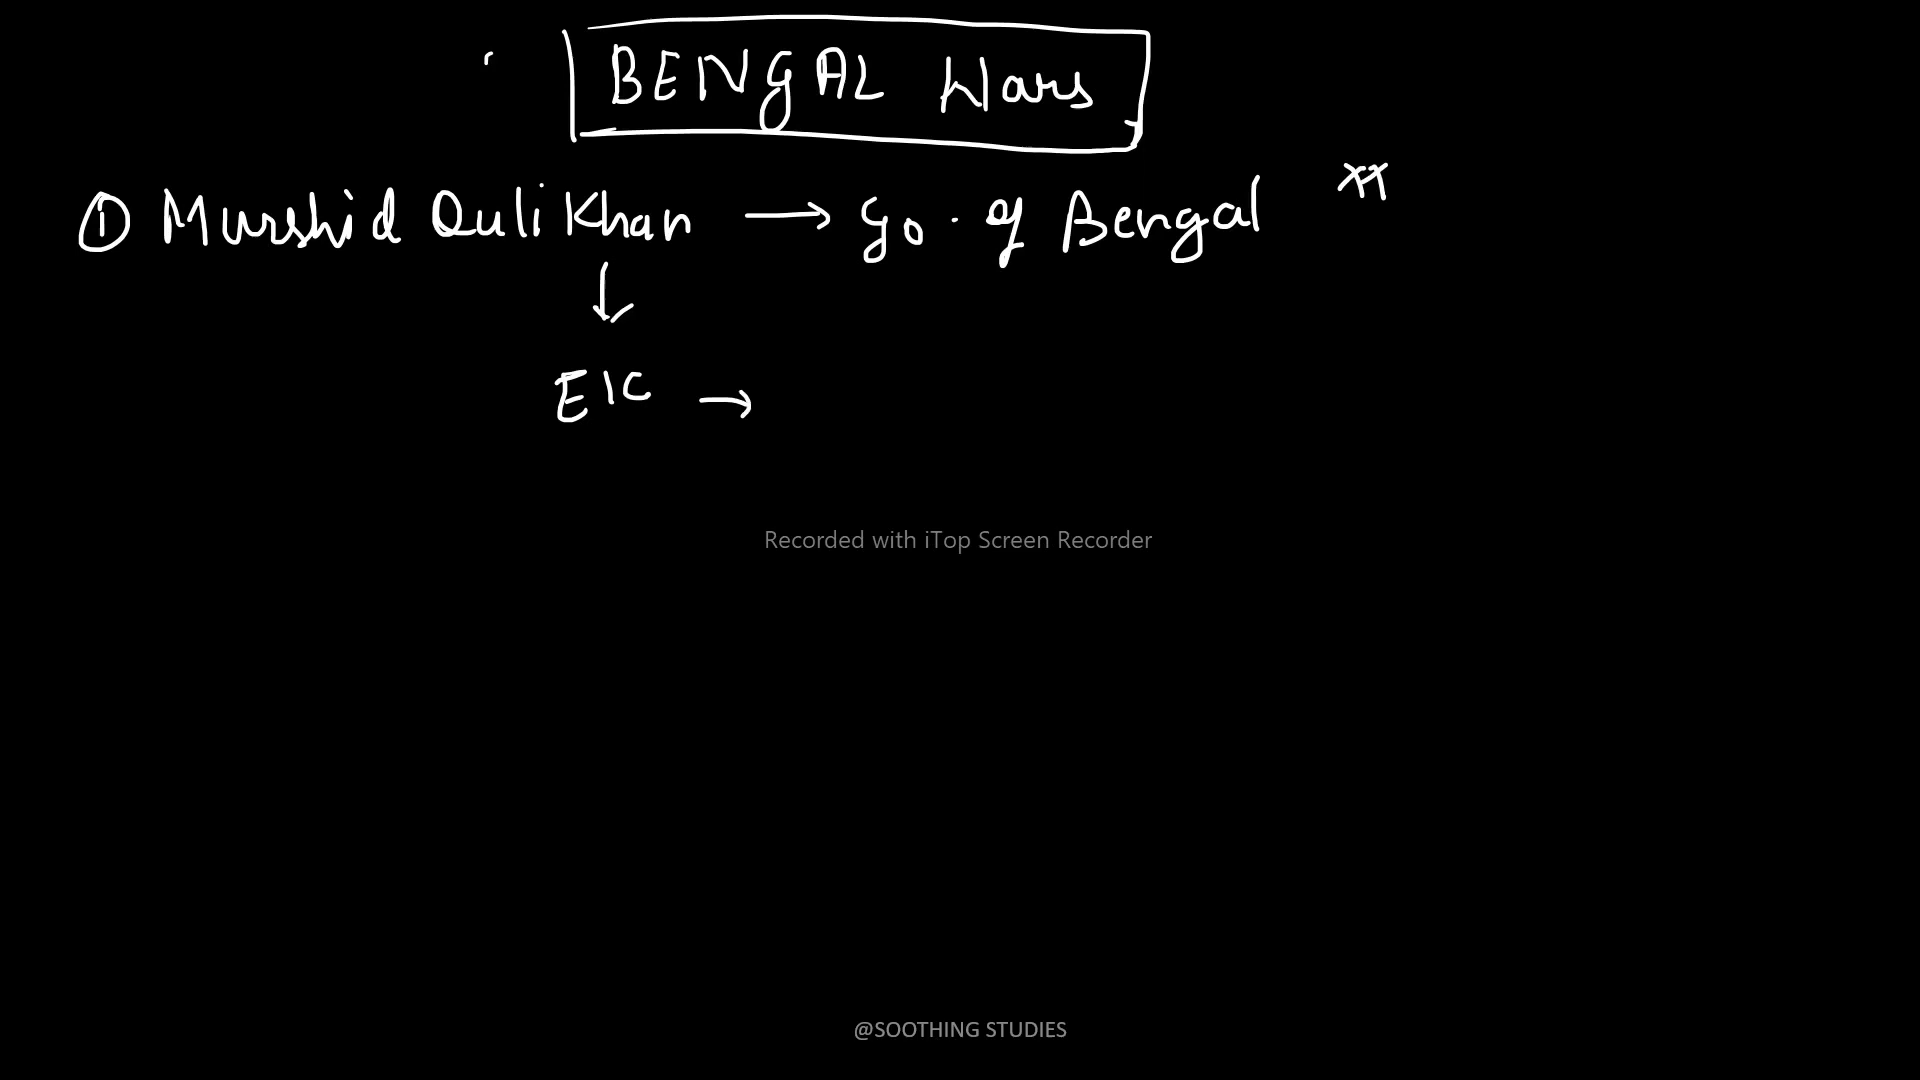 BENGAL Wars
① Murshid Quli Khan → Go. of Bengal **
↓
EIC →
Recorded with iTop Screen Recorder
@SOOTHING STUDIES